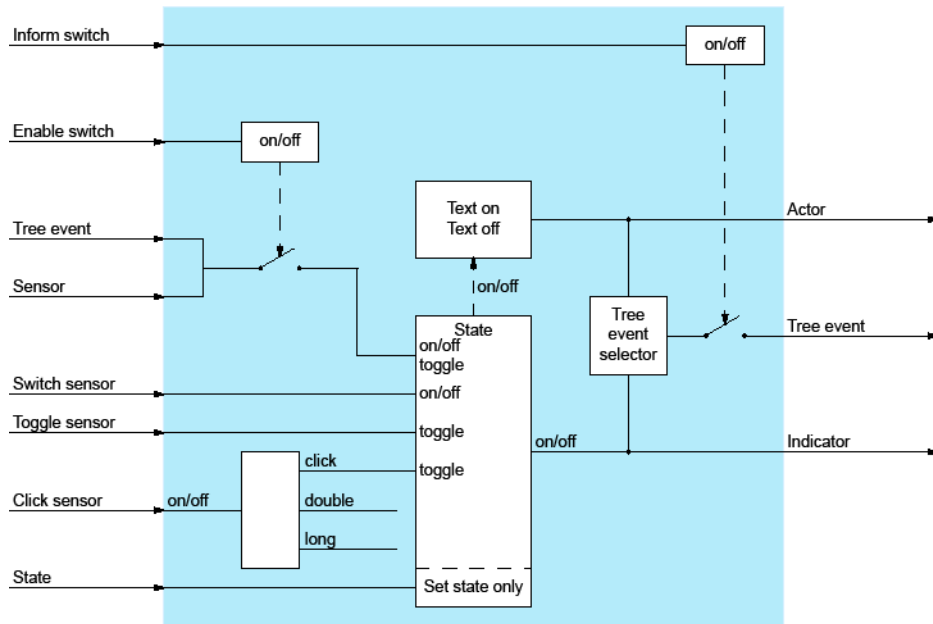 Inform switch
on/off
Enable switch
on/off
Tree event
Text on
Text off
Actor
Sensor
on/off
Tree
event
selector
Tree event
State
on/off
toggle
Switch sensor
on/off
Toggle sensor
toggle
on/off
Indicator
click
toggle
Click sensor
on/off
double
long
State
Set state only